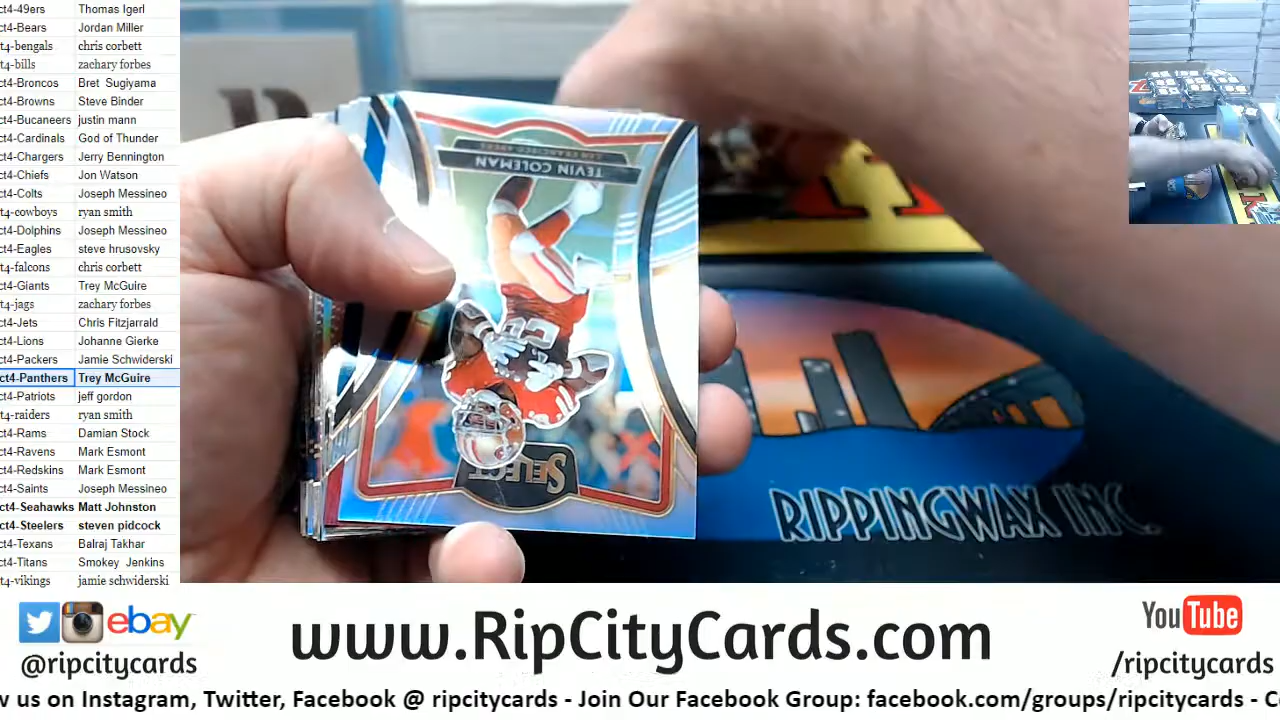 ct4-49ers Thomas Igerl
ct4-Bears Jordan Miller
t4-bengals chris corbett
t4-bills zachary forbes
ct4-Broncos Bret Sugiyama
ct4-Browns Steve Binder
ct4-Bucaneers justin mann
ct4-Cardinals God of Thunder
ct4-Chargers Jerry Bennington
ct4-Chiefs Jon Watson
ct4-Colts Joseph Messineo
ct4-cowboys ryan smith
ct4-Dolphins Joseph Messineo
ct4-Eagles steve hrusovsky
ct4-falcons chris corbett
ct4-Giants Trey McGuire
ct4-jags zachary forbes
ct4-Jets Chris Fitzjarrald
ct4-Lions Johanne Gierke
ct4-Packers Jamie Schwiderski
ct4-Panthers Trey McGuire
ct4-Patriots jeff gordon
ct4-raiders ryan smith
ct4-Rams Damian Stock
ct4-Ravens Mark Esmont
ct4-Redskins Mark Esmont
ct4-Saints Joseph Messineo
ct4-Seahawks Matt Johnston
ct4-Steelers steven pidcock
ct4-Texans Balraj Takhar
ct4-Titans Smokey Jenkins
ct4-vikings jamie schwiderski
SAN FRANCISCO 49ERS
TEVIN COLEMAN
SELECT
RIPPINGWAX INC.
ebay
@ripcitycards
www.RipCityCards.com
YouTube
/ripcitycards
w us on Instagram, Twitter, Facebook @ ripcitycards - Join Our Facebook Group: facebook.com/groups/ripcitycards - C